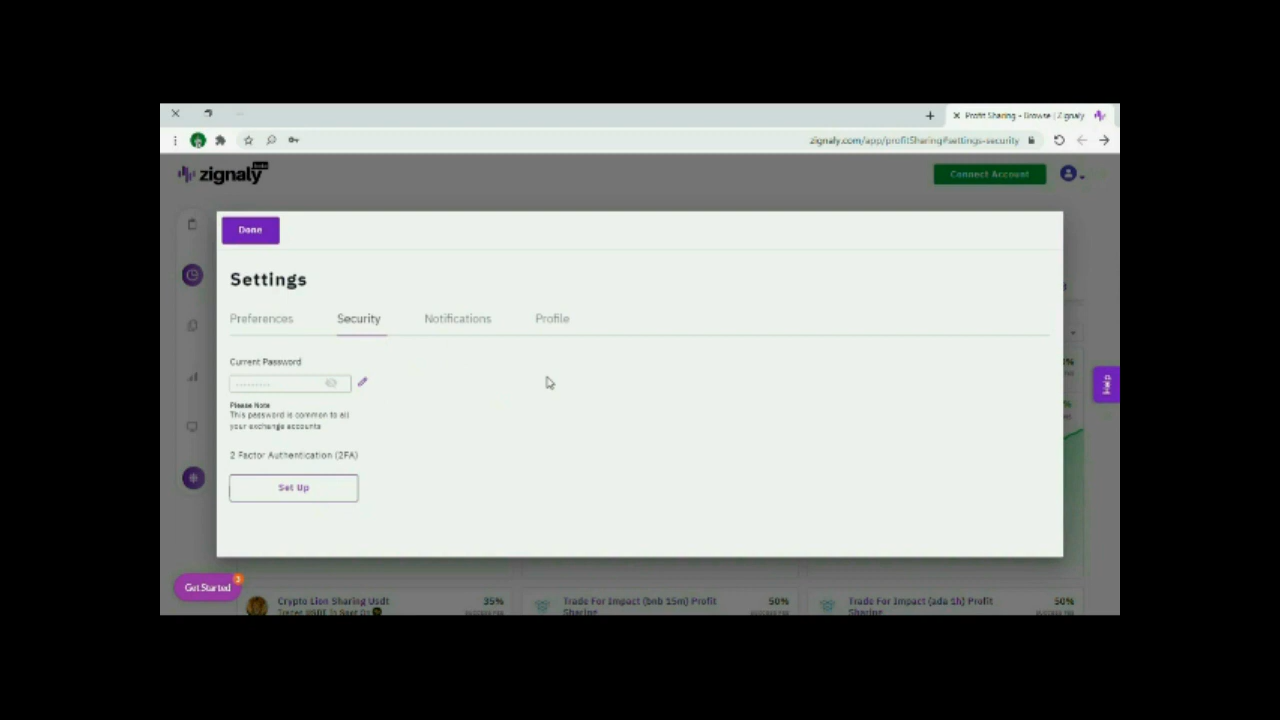 Profit Sharing - Browse | Zignaly
zignaly.com/app/profitSharing#settings-security
zignaly
Connect Account
Done
Settings
Preferences
Security
Notifications
Profile
Current Password
Please Note
This password is common to all
your exchange accounts
2 Factor Authentication (2FA)
Set Up
Help
Get Started
3
Crypto Lion Sharing Usdt
35%
Trade For Impact (bnb 15m) Profit
Sharing
50%
Trade For Impact (ada 1h) Profit
Sharing
50%
SUCCESS FEE